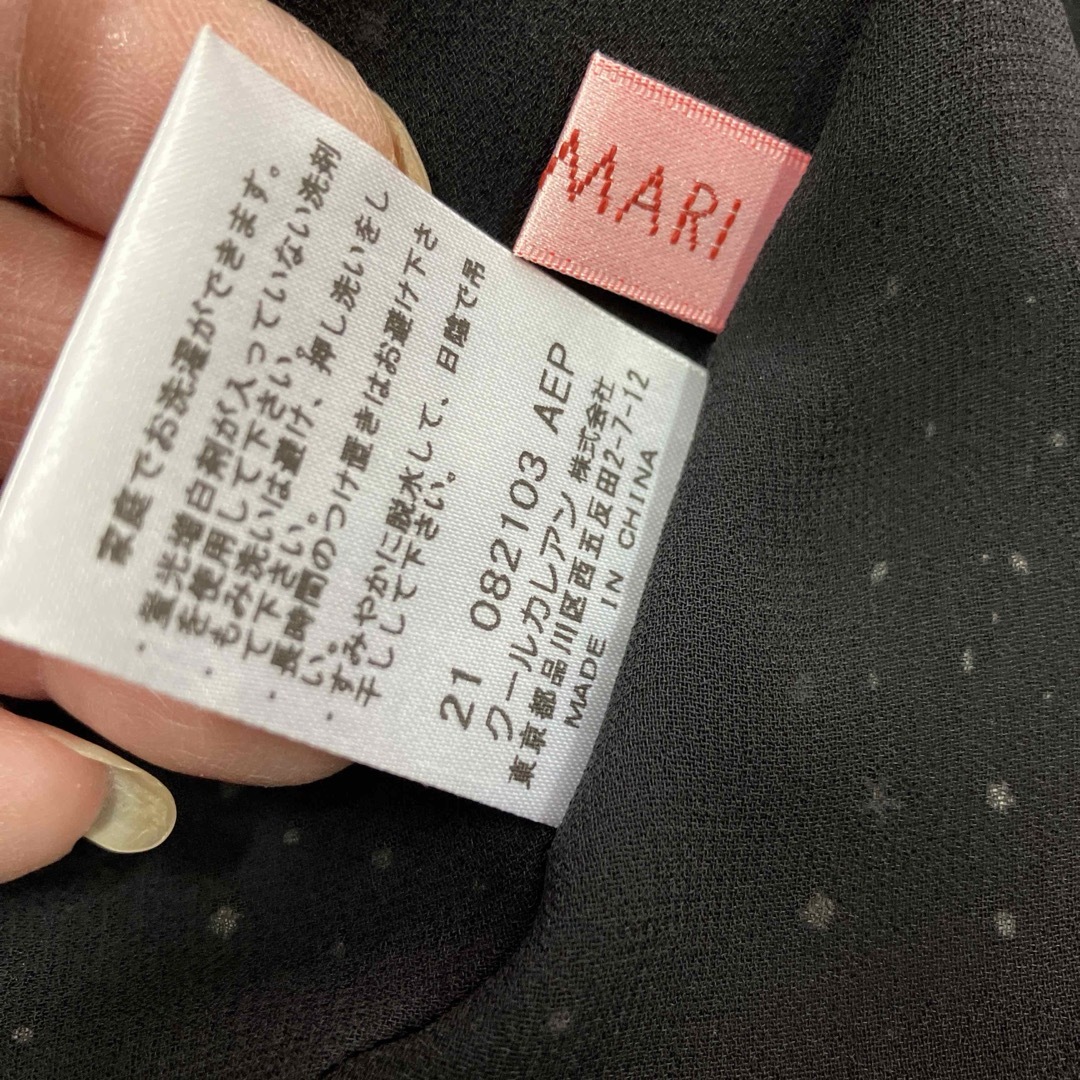 家庭でお洗濯ができます。
蛍光増白剤が入っていない洗剤
を使用して下さい。
もみ洗いは避け、押し洗いをし
て下さい。
長時間のつけ置きはお避け下さ
い。
すみやかに脱水して、日陰で吊
干しして下さい。
21 082103 AEP
クールカレアン 株式会社
東京都品川区西五反田2-7-12
MADE IN CHINA
MARI